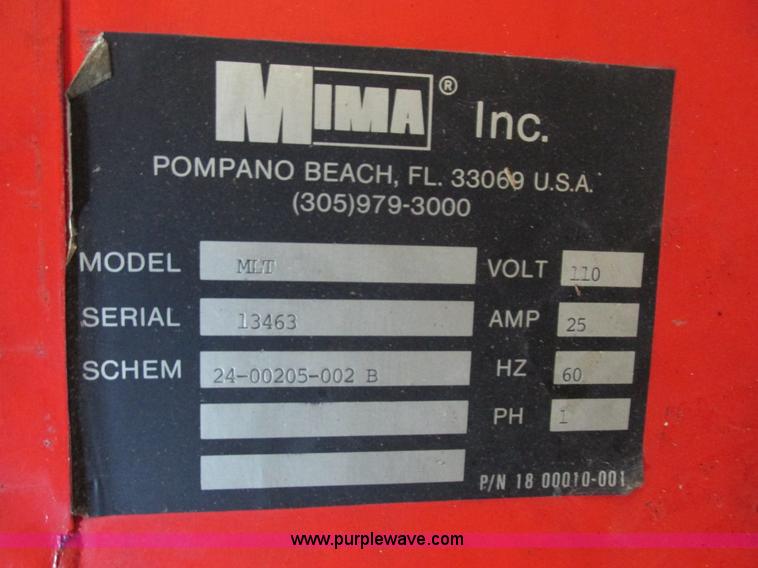 MIMA® Inc.
POMPANO BEACH, FL. 33069 U.S.A.
(305)979-3000
MODEL MLT VOLT 110
SERIAL 13463 AMP 25
SCHEM 24-00205-002 B HZ 60
PH 1
P/N 18 00010-001
www.purplewave.com